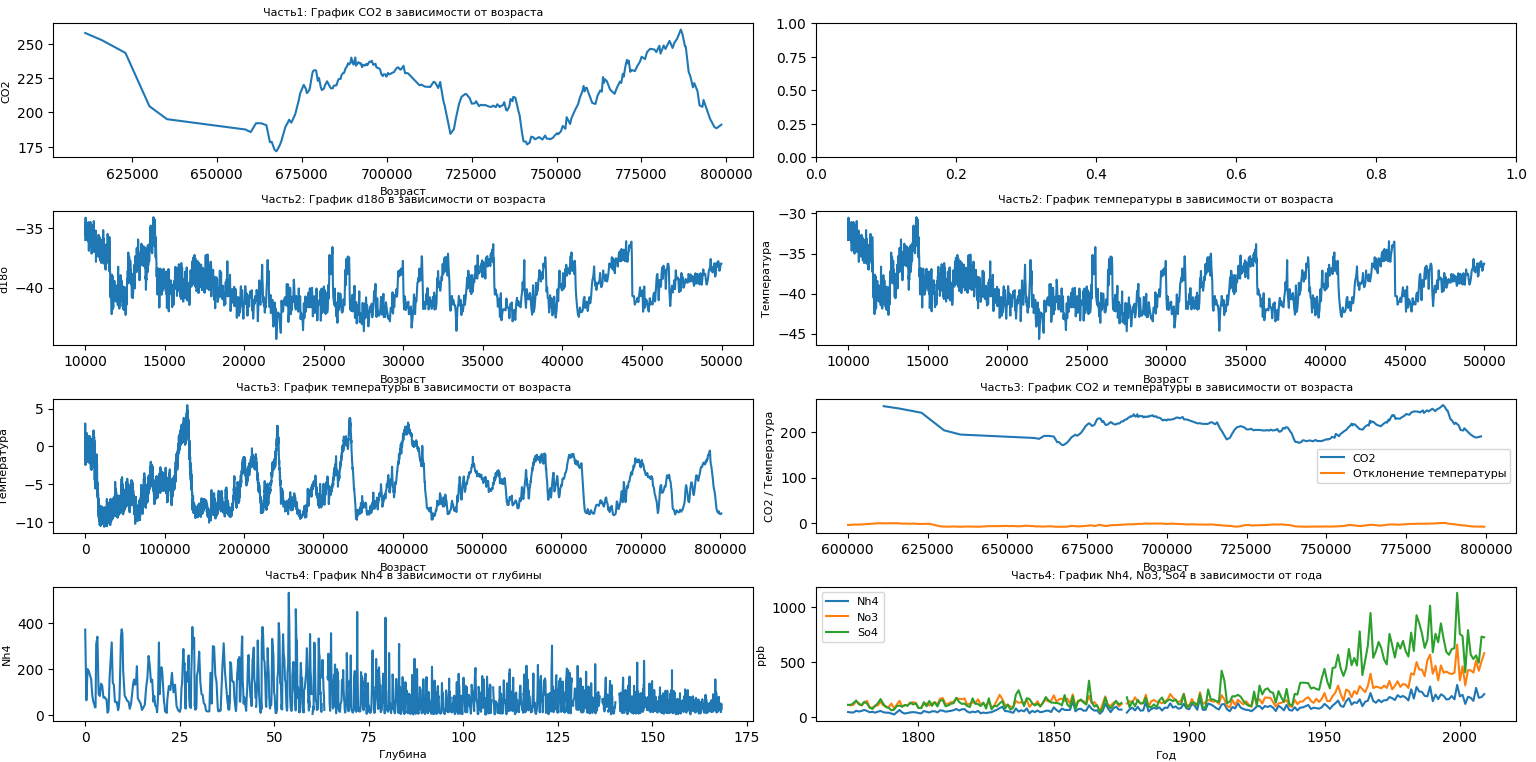 Часть1: График CO2 в зависимости от возраста
250
225
200
175
CO2
625000 650000 675000 700000 725000 750000 775000 800000
Возраст
1.00
0.75
0.50
0.25
0.00
0.0 0.2 0.4 0.6 0.8 1.0
Часть2: График d18o в зависимости от возраста
−35
−40
d18o
10000 15000 20000 25000 30000 35000 40000 45000 50000
Возраст
Часть2: График температуры в зависимости от возраста
−30
−35
−40
−45
Температура
10000 15000 20000 25000 30000 35000 40000 45000 50000
Возраст
Часть3: График температуры в зависимости от возраста
5
0
−5
−10
Температура
0 100000 200000 300000 400000 500000 600000 700000 800000
Возраст
Часть3: График CO2 и температуры в зависимости от возраста
200
100
0
CO2 / Температура
CO2
Отклонение температуры
600000 625000 650000 675000 700000 725000 750000 775000 800000
Возраст
Часть4: График Nh4 в зависимости от глубины
400
200
0
Nh4
0 25 50 75 100 125 150 175
Глубина
Часть4: График Nh4, No3, So4 в зависимости от года
1000
500
0
ppb
Nh4
No3
So4
1800 1850 1900 1950 2000
Год